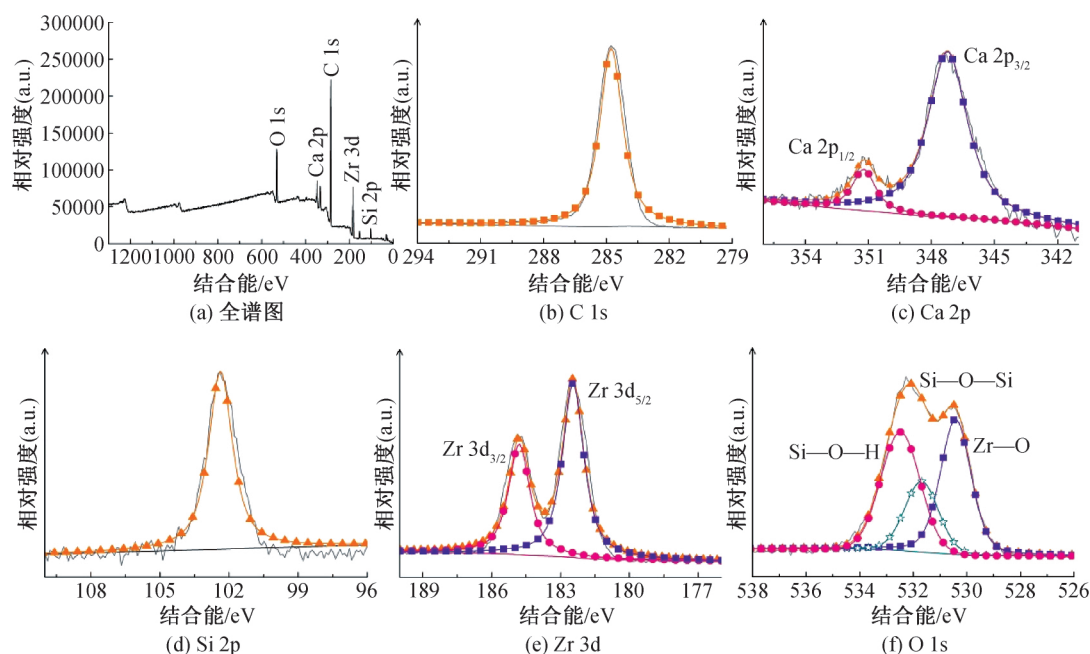 相对强度(a.u.)
300000
250000
200000
150000
100000
50000
0
O 1s
Ca 2p
C 1s
Zr 3d
Si 2p
1200
1000
800
600
400
200
0
结合能/eV
(a) 全谱图
相对强度(a.u.)
294
291
288
285
282
279
结合能/eV
(b) C 1s
相对强度(a.u.)
Ca 2p1/2
Ca 2p3/2
354
351
348
345
342
结合能/eV
(c) Ca 2p
相对强度(a.u.)
108
105
102
99
96
结合能/eV
(d) Si 2p
相对强度(a.u.)
Zr 3d3/2
Zr 3d5/2
189
186
183
180
177
结合能/eV
(e) Zr 3d
相对强度(a.u.)
Si—O—Si
Si—O—H
Zr—O
538
536
534
532
530
528
526
结合能/eV
(f) O 1s